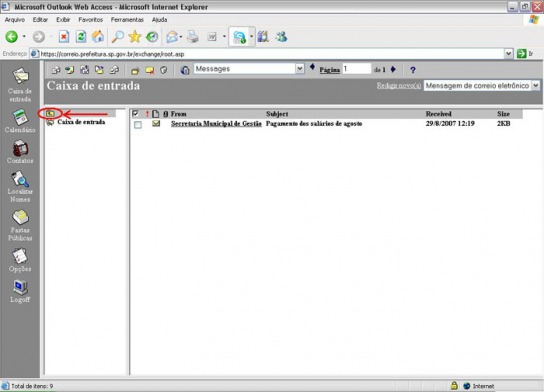 Microsoft Outlook Web Access - Microsoft Internet Explorer
Arquivo Editar Exibir Favoritos Ferramentas Ajuda
Endereço https://correio.prefeitura.sp.gov.br/exchange/root.asp Ir
Messages Página 1 de 1 ?
Caixa de entrada Redigir novo(a) Mensagem de correio eletrônico
Caixa de entrada
Calendário
Contatos
Localizar Nomes
Pastas Públicas
Opções
Logoff
Caixa de entrada
! From Subject Received Size
Secretaria Municipal de Gestão Pagamento dos salários de agosto 29/8/2007 12:19 2KB
Total de itens: 9 Internet